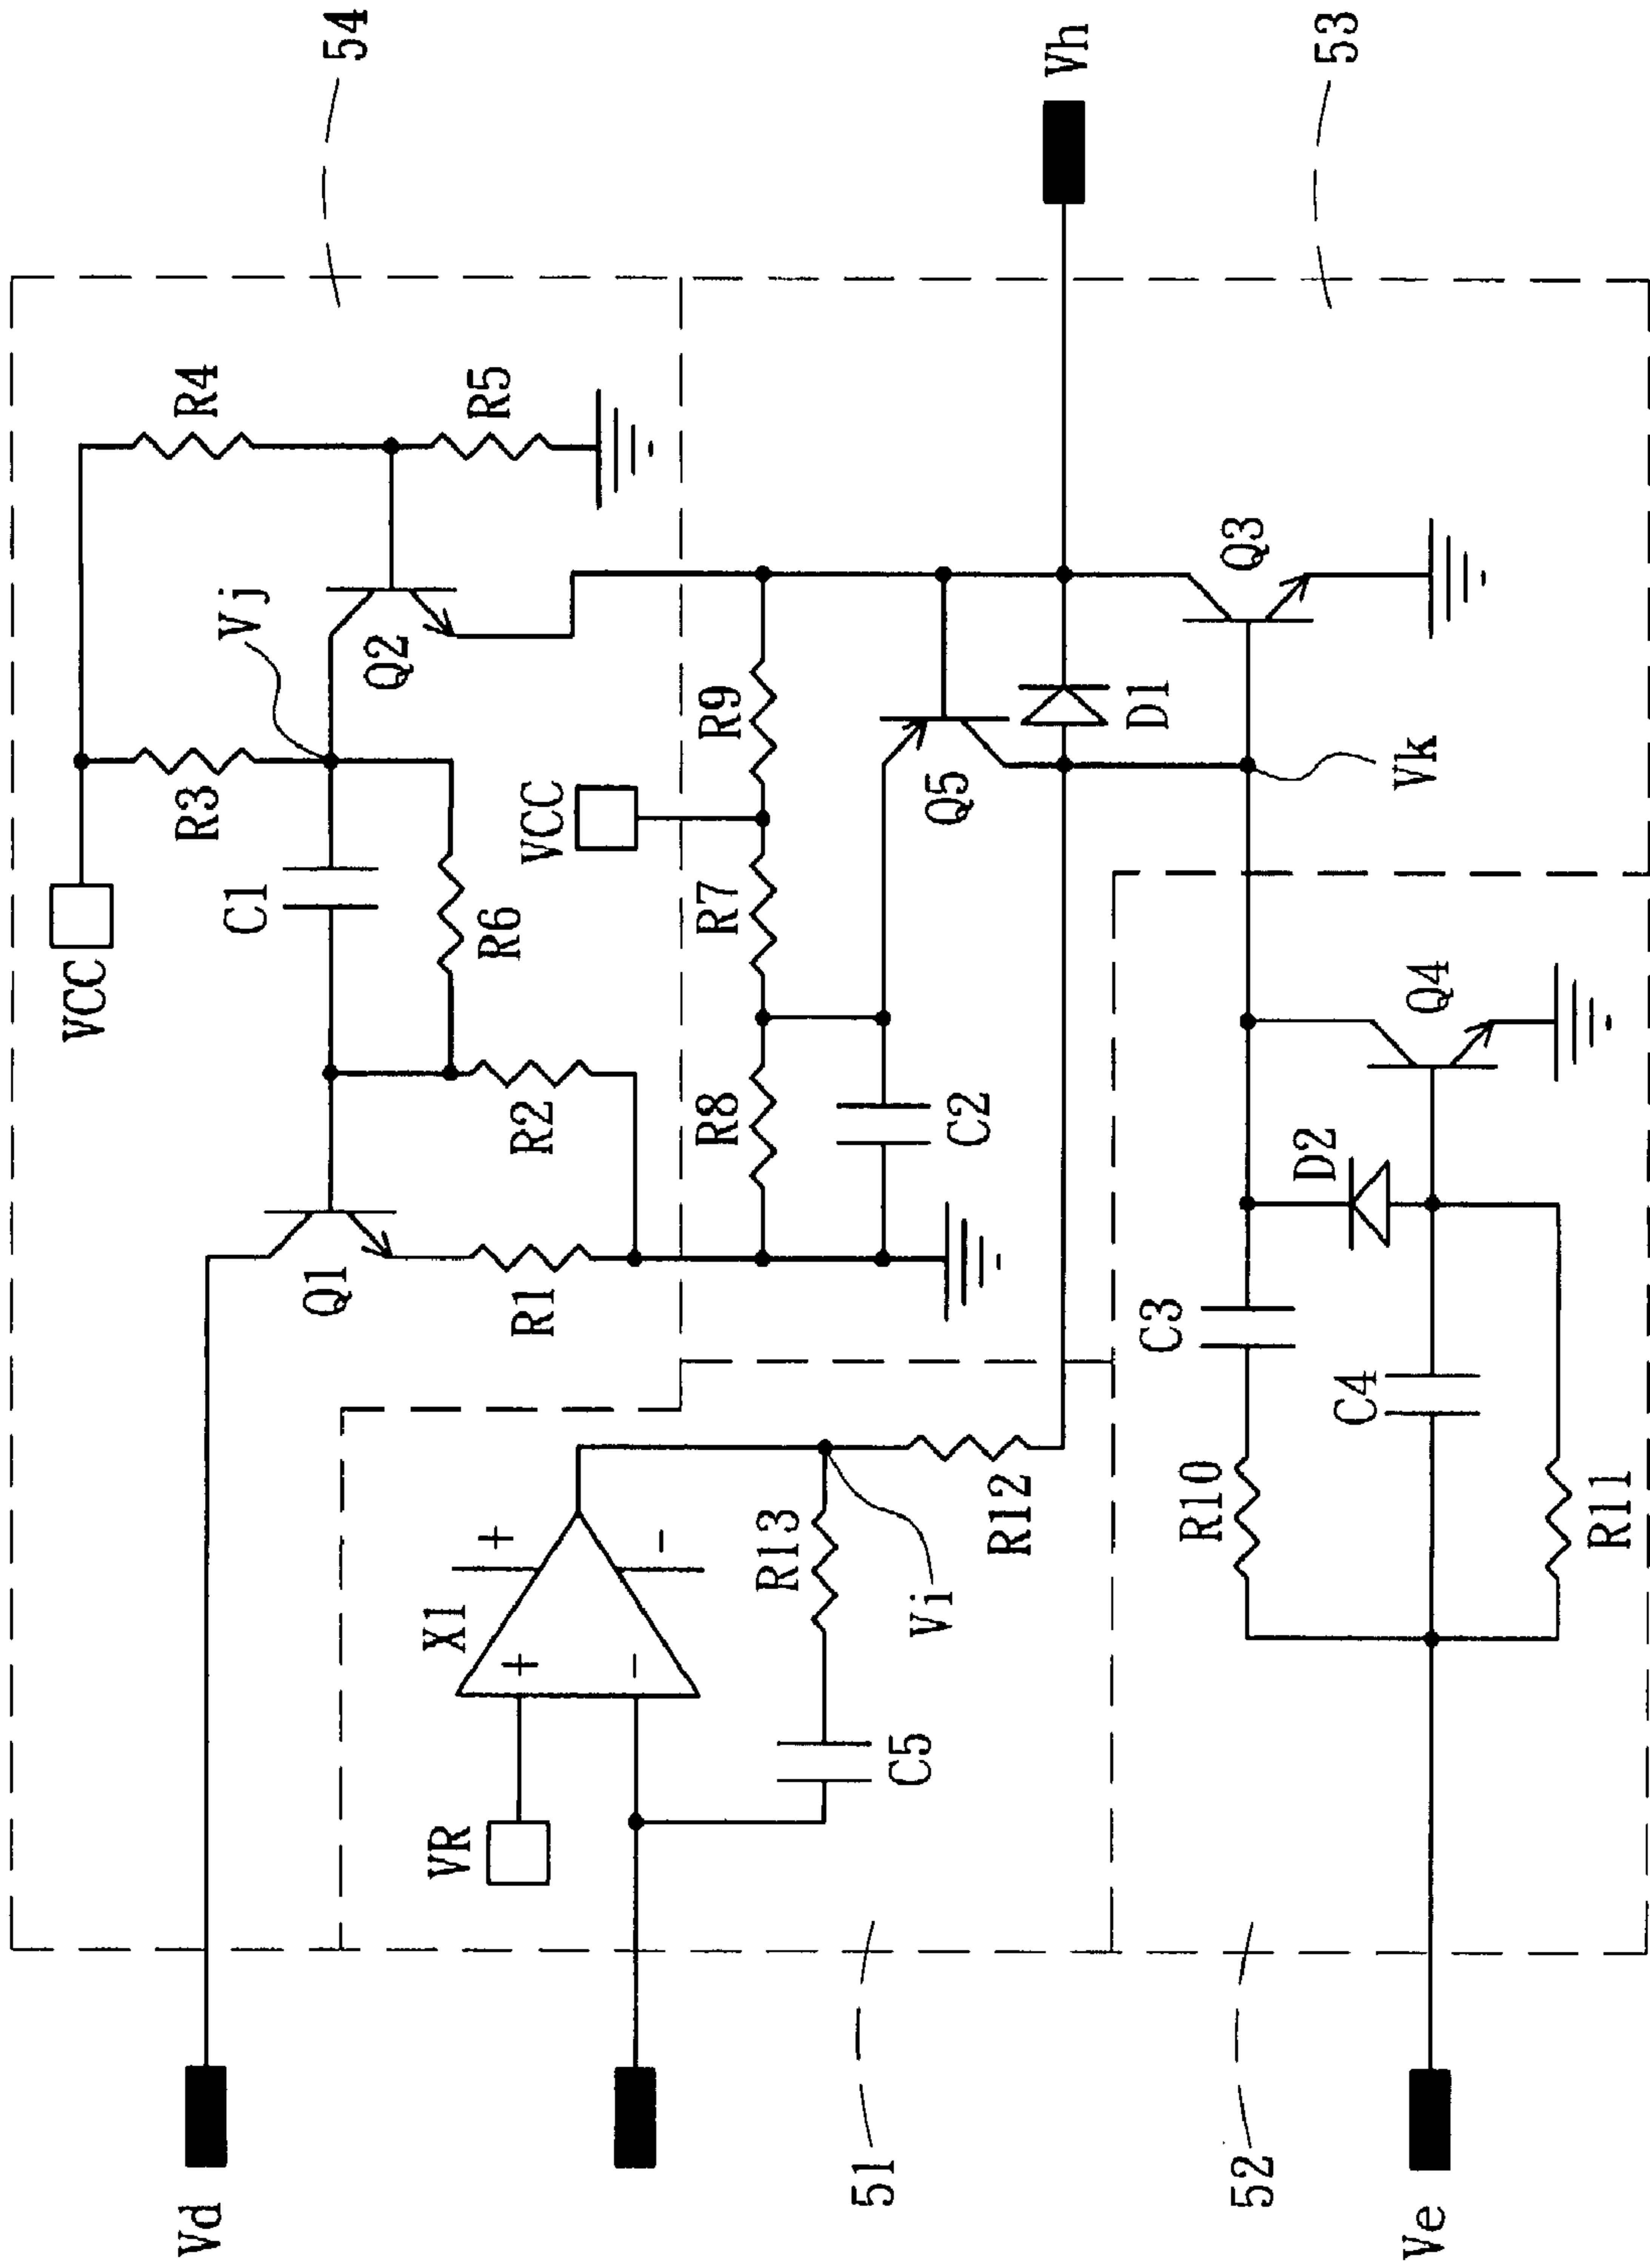 54
53
Vh
R4
R5
Vj
Q2
Q3
R3
R9
D1
VCC
Q5
Vk
VCC
C1
R6
R7
Q4
R2
R8
C2
D2
Q1
R1
C3
C4
R10
R11
R12
R13
X1
+
-
+
-
Vi
C5
VR
51
52
Vd
Ve